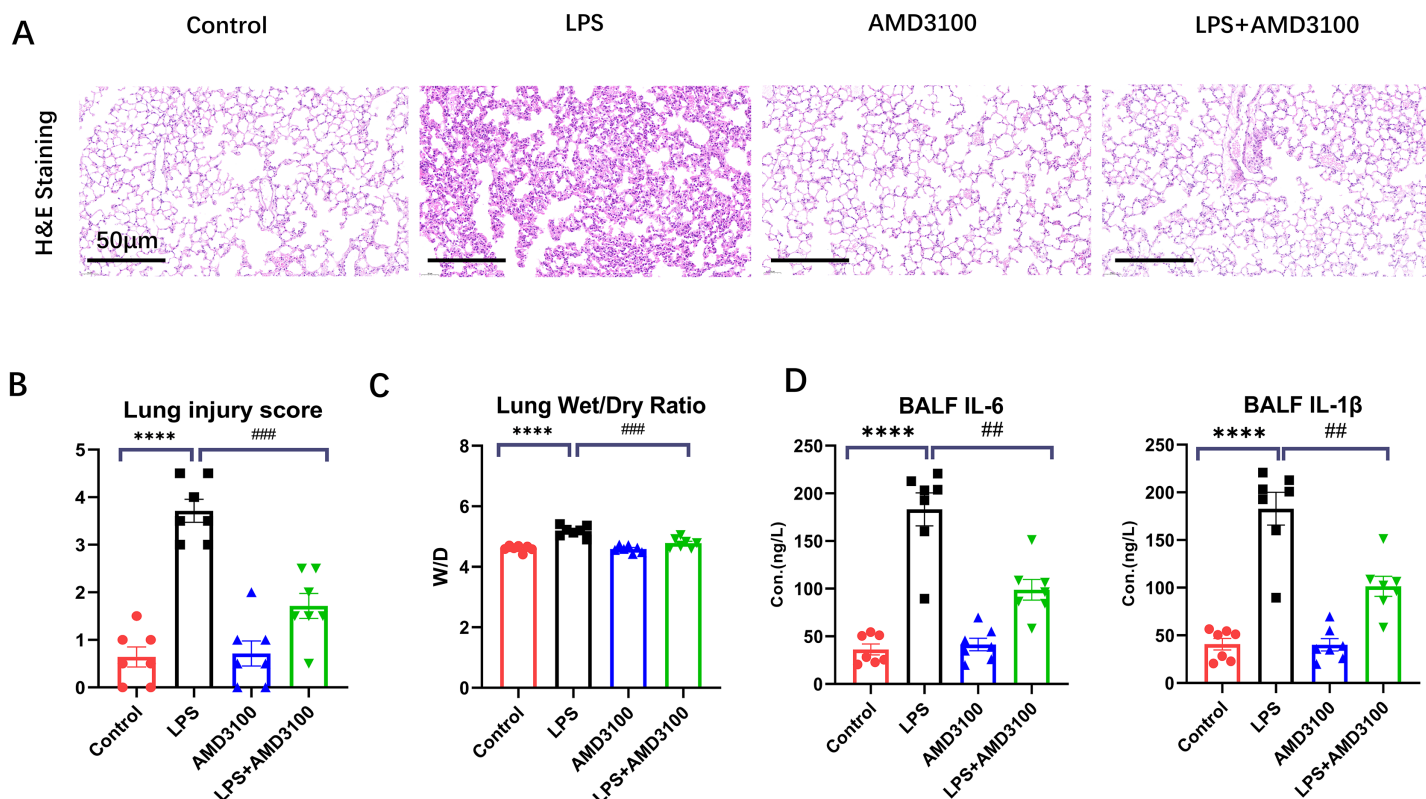 A
Control
LPS
AMD3100
LPS+AMD3100
H&E Staining
50μm
B
Lung injury score
****
###
5
4
3
2
1
0
Control
LPS
AMD3100
LPS+AMD3100
C
Lung Wet/Dry Ratio
****
###
W/D
8
6
4
2
0
Control
LPS
AMD3100
LPS+AMD3100
D
BALF IL-6
****
##
Con.(ng/L)
250
200
150
100
50
0
Control
LPS
AMD3100
LPS+AMD3100
BALF IL-1β
****
##
Con.(ng/L)
250
200
150
100
50
0
Control
LPS
AMD3100
LPS+AMD3100